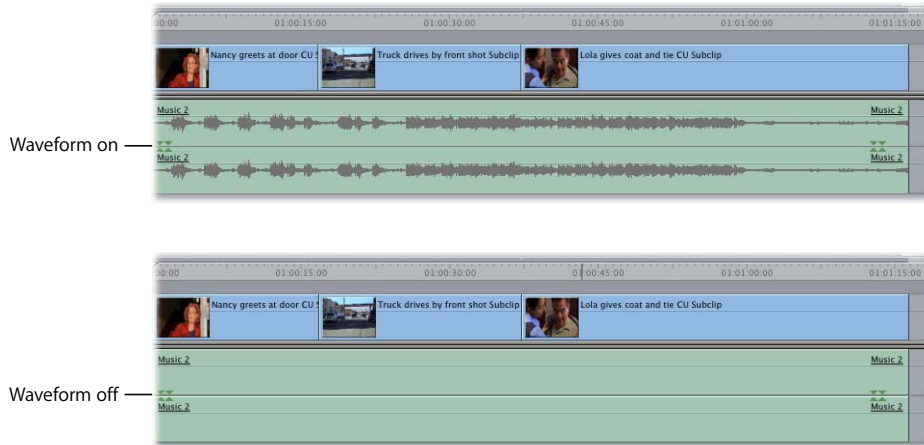 00:00 01:00:15:00 01:00:30:00 01:00:45:00 01:01:00:00 01:01:15:00
Nancy greets at door CU S Truck drives by front shot Subclip Lola gives coat and tie CU Subclip
Music 2 Music 2
Waveform on
Music 2 Music 2
00:00 01:00:15:00 01:00:30:00 01:00:45:00 01:01:00:00 01:01:15:00
Nancy greets at door CU S Truck drives by front shot Subclip Lola gives coat and tie CU Subclip
Music 2 Music 2
Waveform off
Music 2 Music 2